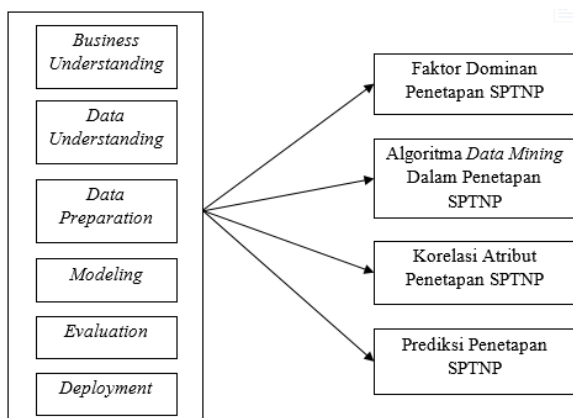 Business
Understanding
Data
Understanding
Data
Preparation
Modeling
Evaluation
Deployment
Faktor Dominan
Penetapan SPTNP
Algoritma Data Mining
Dalam Penetapan
SPTNP
Korelasi Atribut
Penetapan SPTNP
Prediksi Penetapan
SPTNP